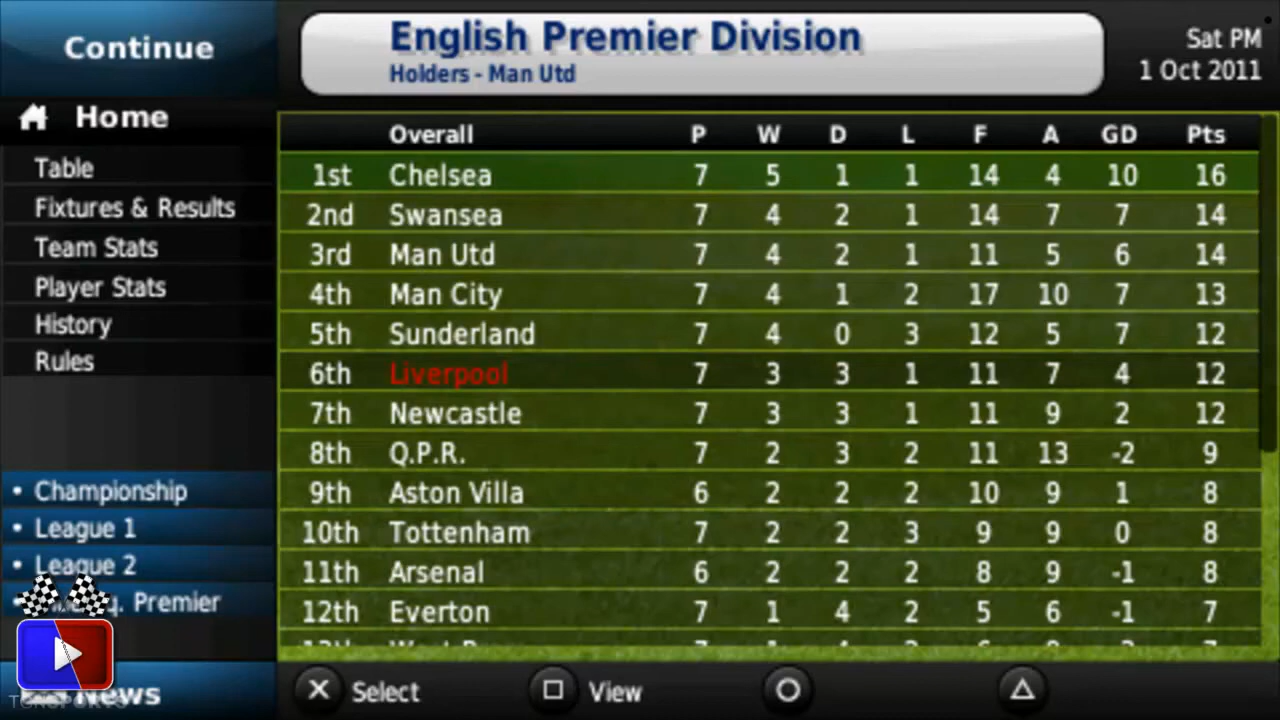 Continue
English Premier Division
Holders - Man Utd
Sat PM
1 Oct 2011
Home
Table
Fixtures & Results
Team Stats
Player Stats
History
Rules
• Championship
• League 1
• League 2
q. Premier
News
Overall P W D L F A GD Pts
1st Chelsea 7 5 1 1 14 4 10 16
2nd Swansea 7 4 2 1 14 7 7 14
3rd Man Utd 7 4 2 1 11 5 6 14
4th Man City 7 4 1 2 17 10 7 13
5th Sunderland 7 4 0 3 12 5 7 12
6th Liverpool 7 3 3 1 11 7 4 12
7th Newcastle 7 3 3 1 11 9 2 12
8th Q.P.R. 7 2 3 2 11 13 -2 9
9th Aston Villa 6 2 2 2 10 9 1 8
10th Tottenham 7 2 2 3 9 9 0 8
11th Arsenal 6 2 2 2 8 9 -1 8
12th Everton 7 1 4 2 5 6 -1 7
Select View